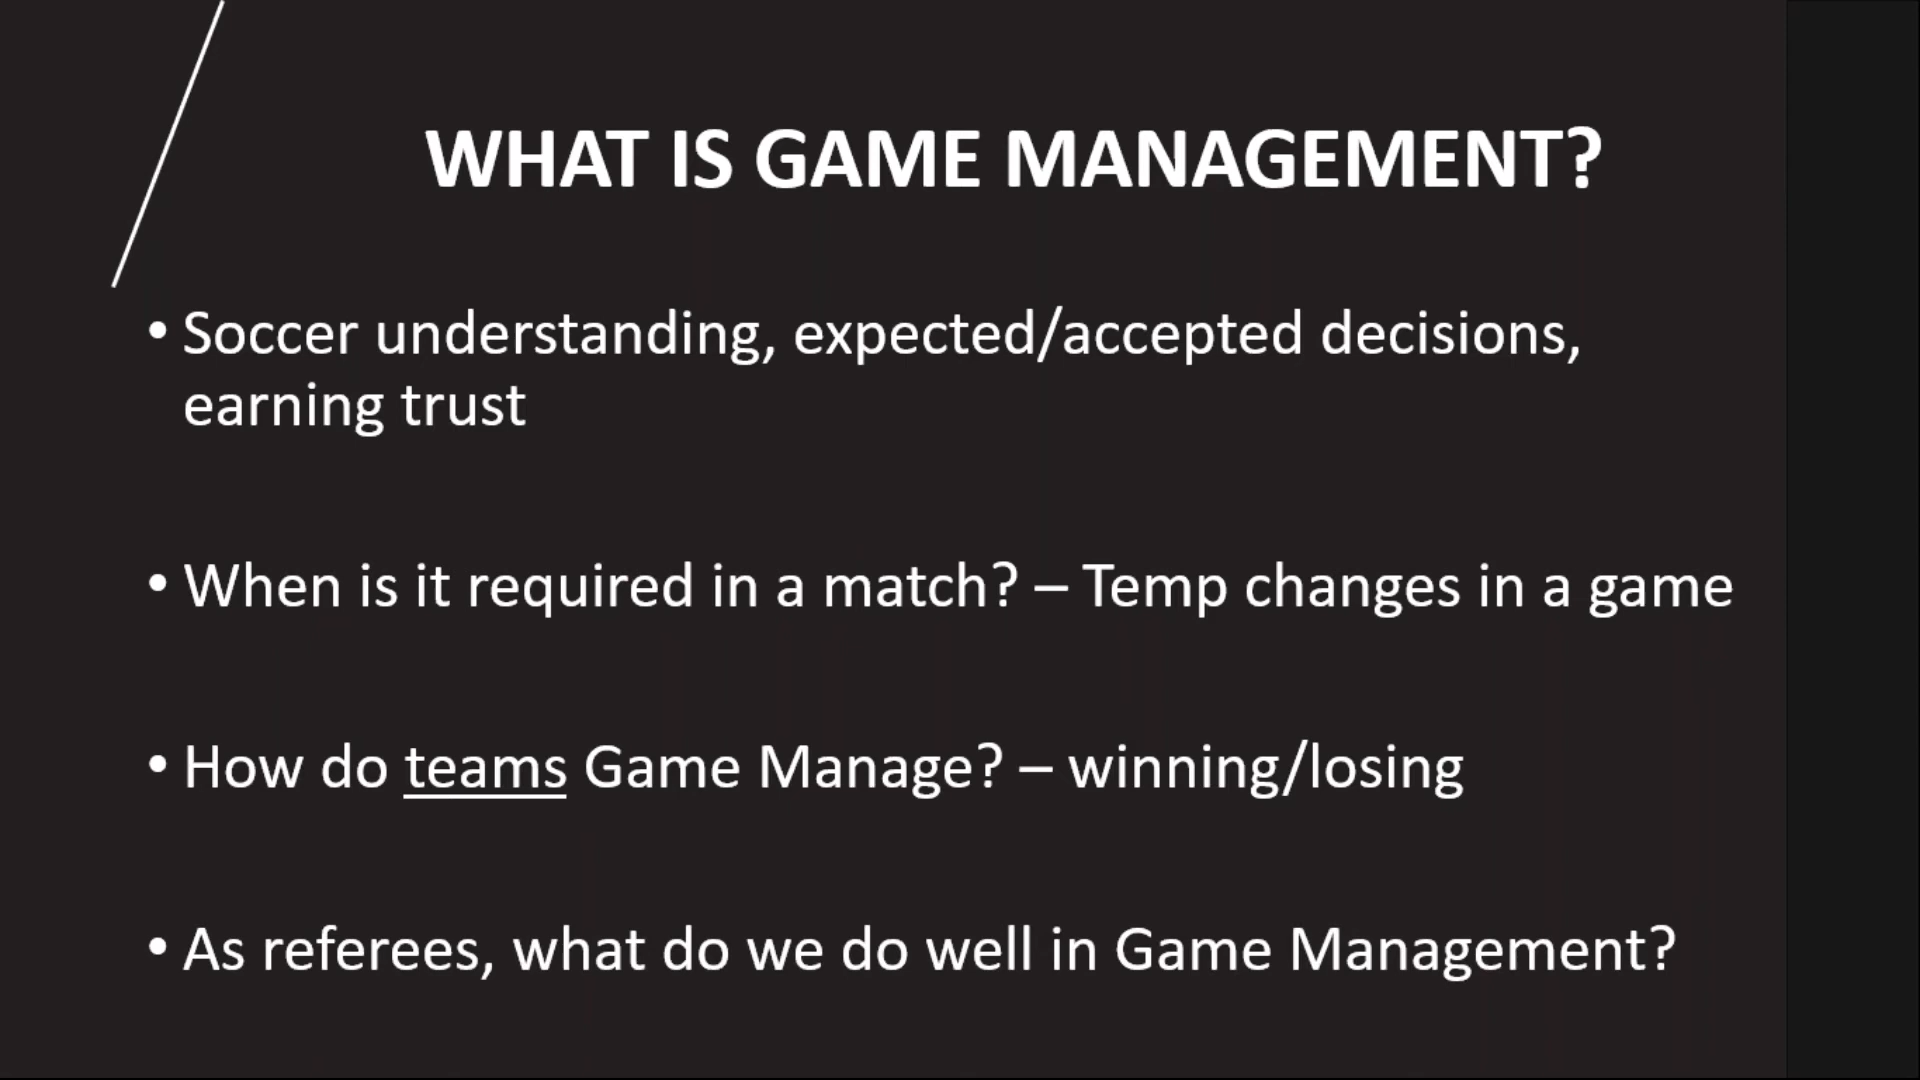 WHAT IS GAME MANAGEMENT?
• Soccer understanding, expected/accepted decisions,
earning trust
• When is it required in a match? – Temp changes in a game
• How do teams Game Manage? – winning/losing
• As referees, what do we do well in Game Management?